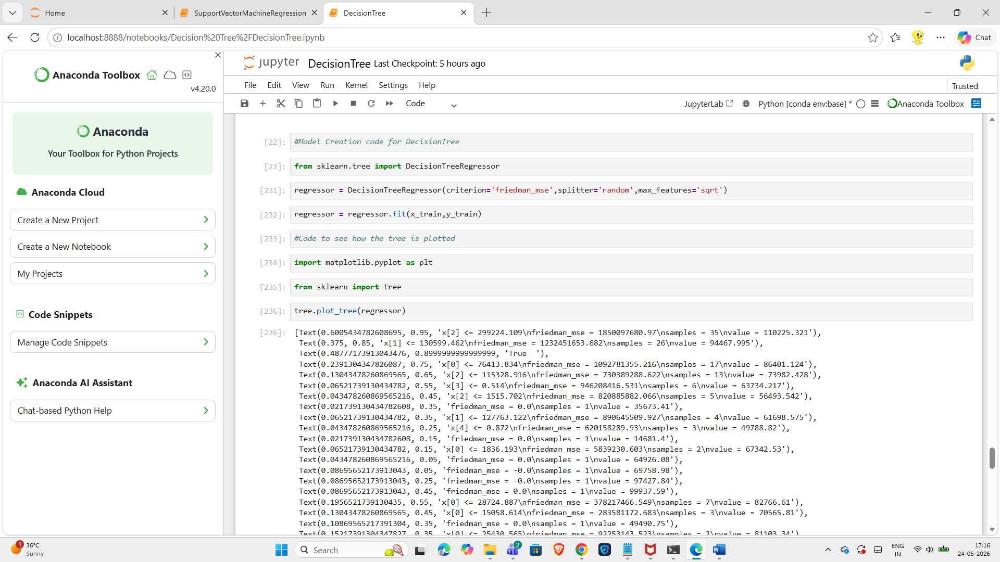 Home
SupportVectorMachineRegression
DecisionTree
localhost:8888/notebooks/Decision%20Tree%2FDecisionTree.ipynb
Chat
Anaconda Toolbox
v4.20.0
Anaconda
Your Toolbox for Python Projects
Anaconda Cloud
Create a New Project
Create a New Notebook
My Projects
Code Snippets
Manage Code Snippets
Anaconda AI Assistant
Chat-based Python Help
jupyter DecisionTree Last Checkpoint: 5 hours ago
File Edit View Run Kernel Settings Help
Trusted
Code
JupyterLab
Python [conda env:base] *
Anaconda Toolbox
[22]: #Model Creation code for DecisionTree
[23]: from sklearn.tree import DecisionTreeRegressor
[231]: regressor = DecisionTreeRegressor(criterion='friedman_mse',splitter='random',max_features='sqrt')
[232]: regressor = regressor.fit(x_train,y_train)
[233]: #Code to see how the tree is plotted
[234]: import matplotlib.pyplot as plt
[235]: from sklearn import tree
[236]: tree.plot_tree(regressor)
[236]: [Text(0.6005434782608695, 0.95, 'x[2] <= 299224.109\nfriedman_mse = 1850097680.97\nsamples = 35\nvalue = 110225.321'),
Text(0.375, 0.85, 'x[1] <= 130599.462\nfriedman_mse = 1232451653.682\nsamples = 26\nvalue = 94467.995'),
Text(0.48777173913043476, 0.8999999999999999, 'True  '),
Text(0.2391304347826087, 0.75, 'x[0] <= 76413.834\nfriedman_mse = 1092781355.216\nsamples = 17\nvalue = 86401.124'),
Text(0.13043478260869565, 0.65, 'x[2] <= 115328.916\nfriedman_mse = 730389288.622\nsamples = 13\nvalue = 73982.428'),
Text(0.06521739130434782, 0.55, 'x[3] <= 0.514\nfriedman_mse = 946208416.531\nsamples = 6\nvalue = 63734.217'),
Text(0.043478260869565216, 0.45, 'x[2] <= 1515.702\nfriedman_mse = 820885882.066\nsamples = 5\nvalue = 56493.542'),
Text(0.021739130434782608, 0.35, 'friedman_mse = 0.0\nsamples = 1\nvalue = 35673.41'),
Text(0.06521739130434782, 0.35, 'x[1] <= 127763.122\nfriedman_mse = 890645509.927\nsamples = 4\nvalue = 61698.575'),
Text(0.043478260869565216, 0.25, 'x[4] <= 0.872\nfriedman_mse = 620158289.93\nsamples = 3\nvalue = 49788.82'),
Text(0.021739130434782608, 0.15, 'friedman_mse = 0.0\nsamples = 1\nvalue = 14681.4'),
Text(0.06521739130434782, 0.15, 'x[0] <= 1836.193\nfriedman_mse = 5839230.603\nsamples = 2\nvalue = 67342.53'),
Text(0.043478260869565216, 0.05, 'friedman_mse = 0.0\nsamples = 1\nvalue = 64926.08'),
Text(0.08695652173913043, 0.05, 'friedman_mse = -0.0\nsamples = 1\nvalue = 69758.98'),
Text(0.08695652173913043, 0.25, 'friedman_mse = -0.0\nsamples = 1\nvalue = 97427.84'),
Text(0.08695652173913043, 0.45, 'friedman_mse = 0.0\nsamples = 1\nvalue = 99937.59'),
Text(0.1956521739130435, 0.55, 'x[0] <= 28724.887\nfriedman_mse = 378217466.549\nsamples = 7\nvalue = 82766.61'),
Text(0.13043478260869565, 0.45, 'x[0] <= 15058.614\nfriedman_mse = 283581172.683\nsamples = 3\nvalue = 70565.81'),
Text(0.10869565217391304, 0.35, 'friedman_mse = 0.0\nsamples = 1\nvalue = 49490.75'),
Text(0.15217391304347827, 0.35, 'x[0] <= 25430.565\nfriedman_mse = 92253143.523\nsamples = 2\nvalue = 81103.34')
1
36°C
Sunny
Search
2
ENG
IN
17:16
24-05-2026